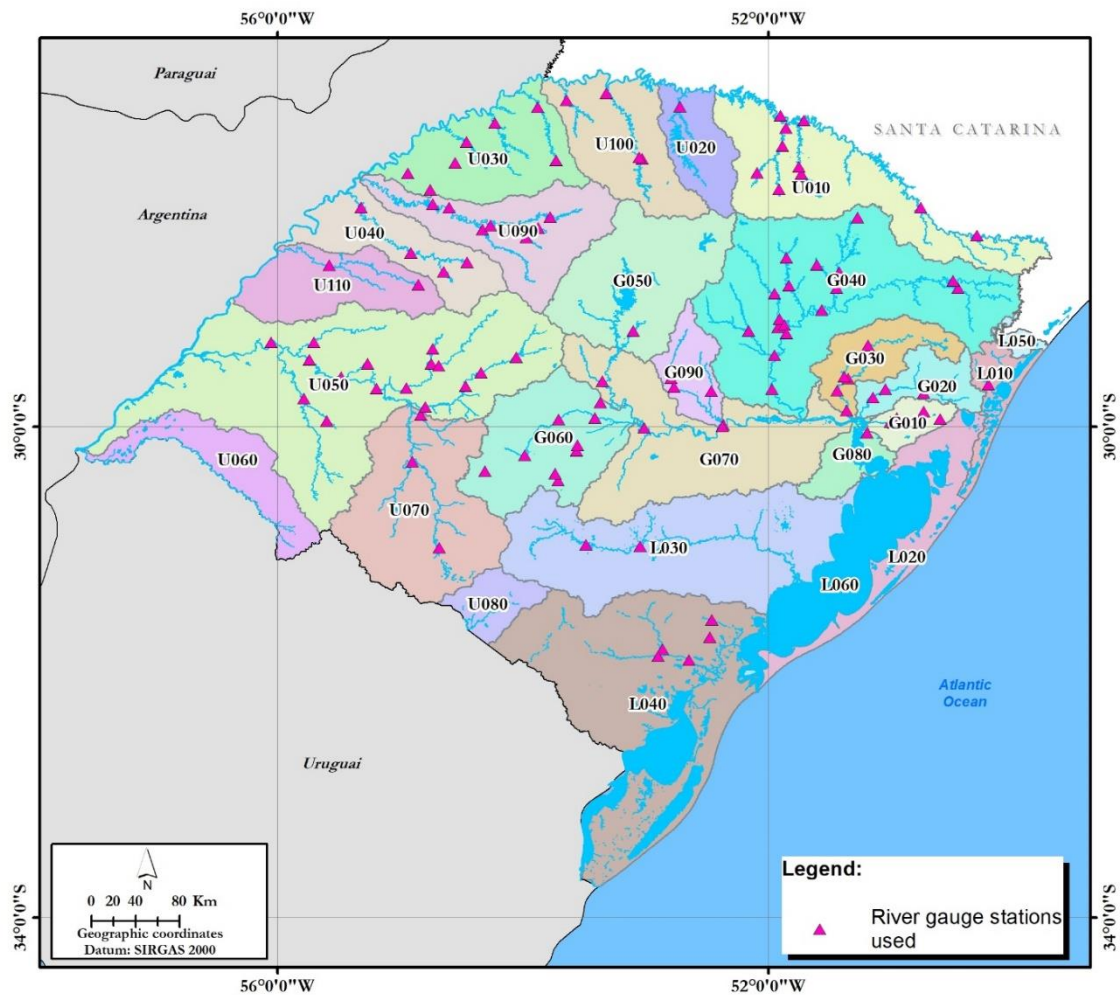 56°0'0"W
52°0'0"W
Paraguai
SANTA CATARINA
U020
U100
U030
U010
Argentina
U090
U040
U110
G050
G040
L050
G030
L010
U050
G090
G020
30°0'0"S
30°0'0"S
G010
G060
U060
G070
G080
U070
L030
L020
L060
U080
Atlantic
Ocean
L040
Uruguai
N
0 20 40 80 Km
Geographic coordinates
Datum: SIRGAS 2000
Legend:
River gauge stations
used
34°0'0"S
34°0'0"S
56°0'0"W
52°0'0"W